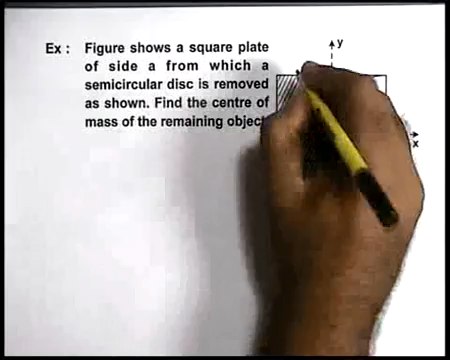 Ex : Figure shows a square plate
of side a from which a
semicircular disc is removed
as shown. Find the centre of
mass of the remaining object
y
x